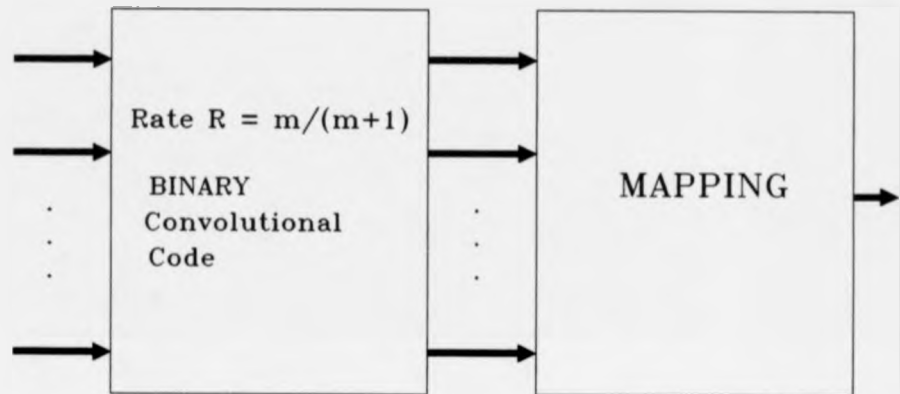 Rate R = m/(m+1)
BINARY
Convolutional
Code
MAPPING